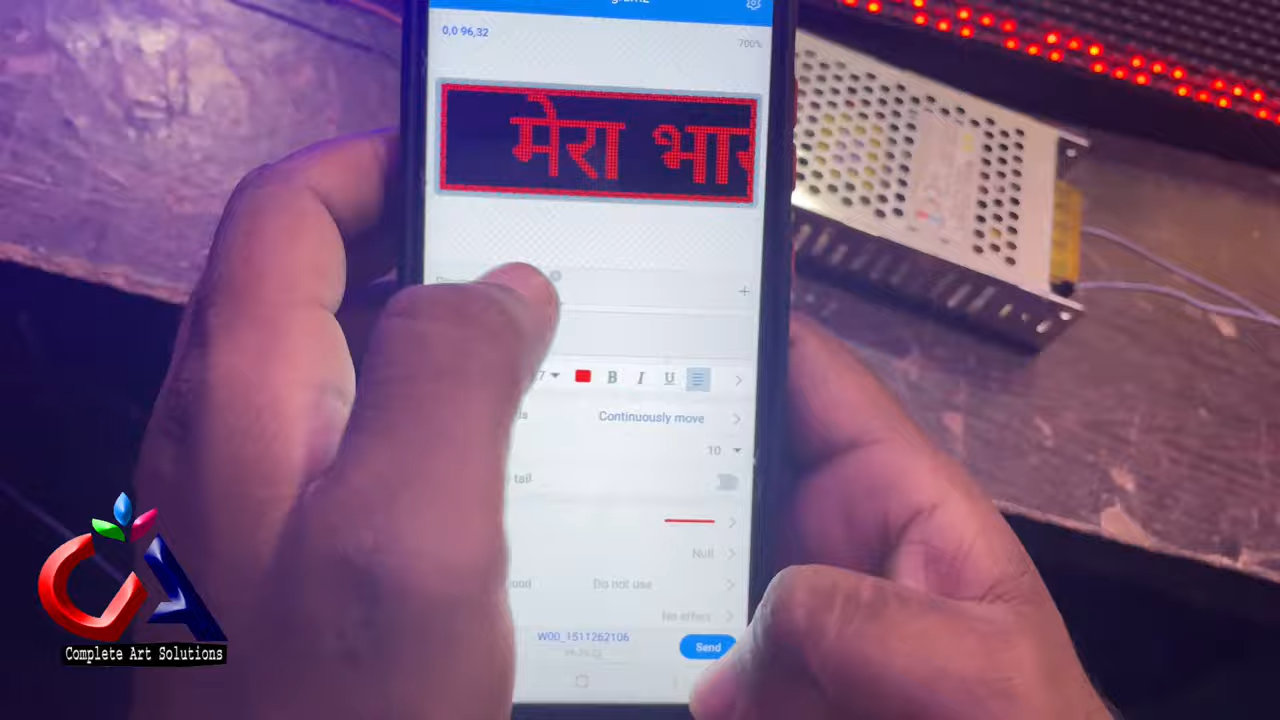 0,0 96,32
700%
मेरा भार
B I U
Continuously move
10
tail
Null
Do not use
No effect
W00_1511262106
Send
Complete Art Solutions